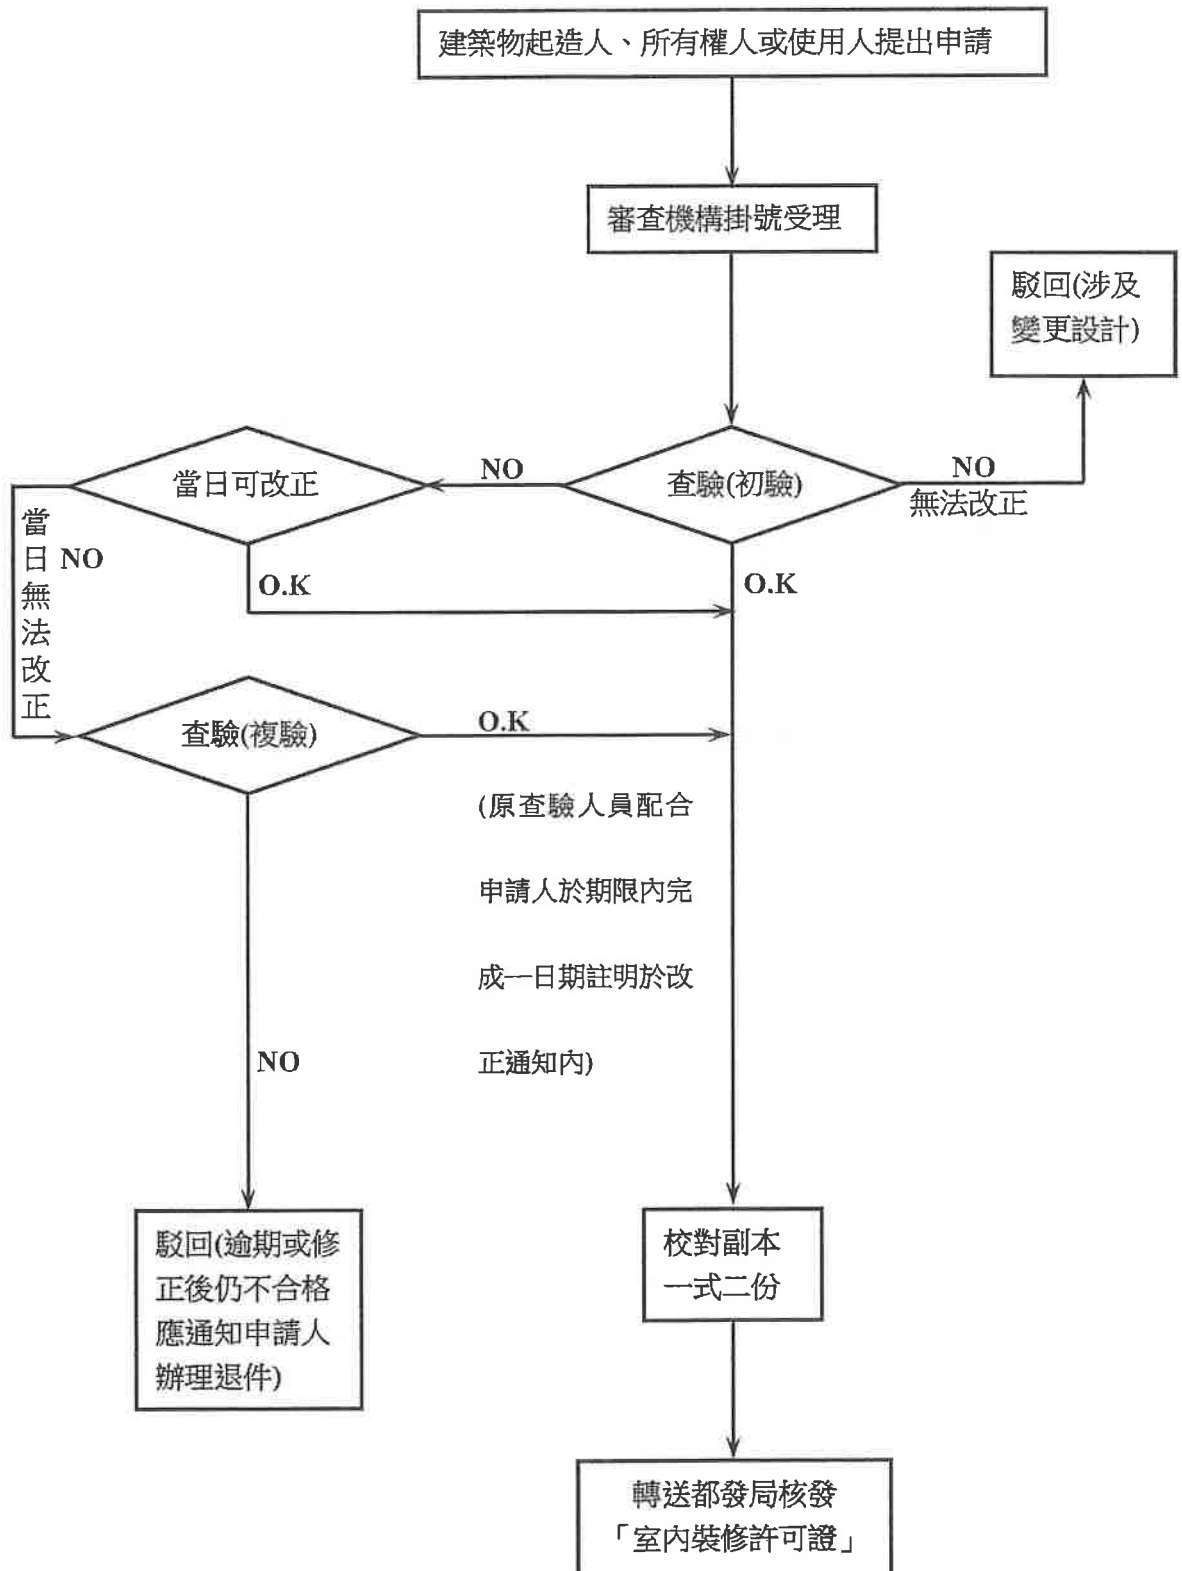 建築物起造人、所有權人或使用人提出申請
審查機構掛號受理
駁回(涉及
變更設計)
當日可改正
NO
查驗(初驗)
NO
無法改正
當日無法改正
NO
O.K
O.K
查驗(複驗)
O.K
(原查驗人員配合
申請人於期限內完
成一日期註明於改
正通知內)
NO
駁回(逾期或修
正後仍不合格
應通知申請人
辦理退件)
校對副本
一式二份
轉送都發局核發
「室內裝修許可證」